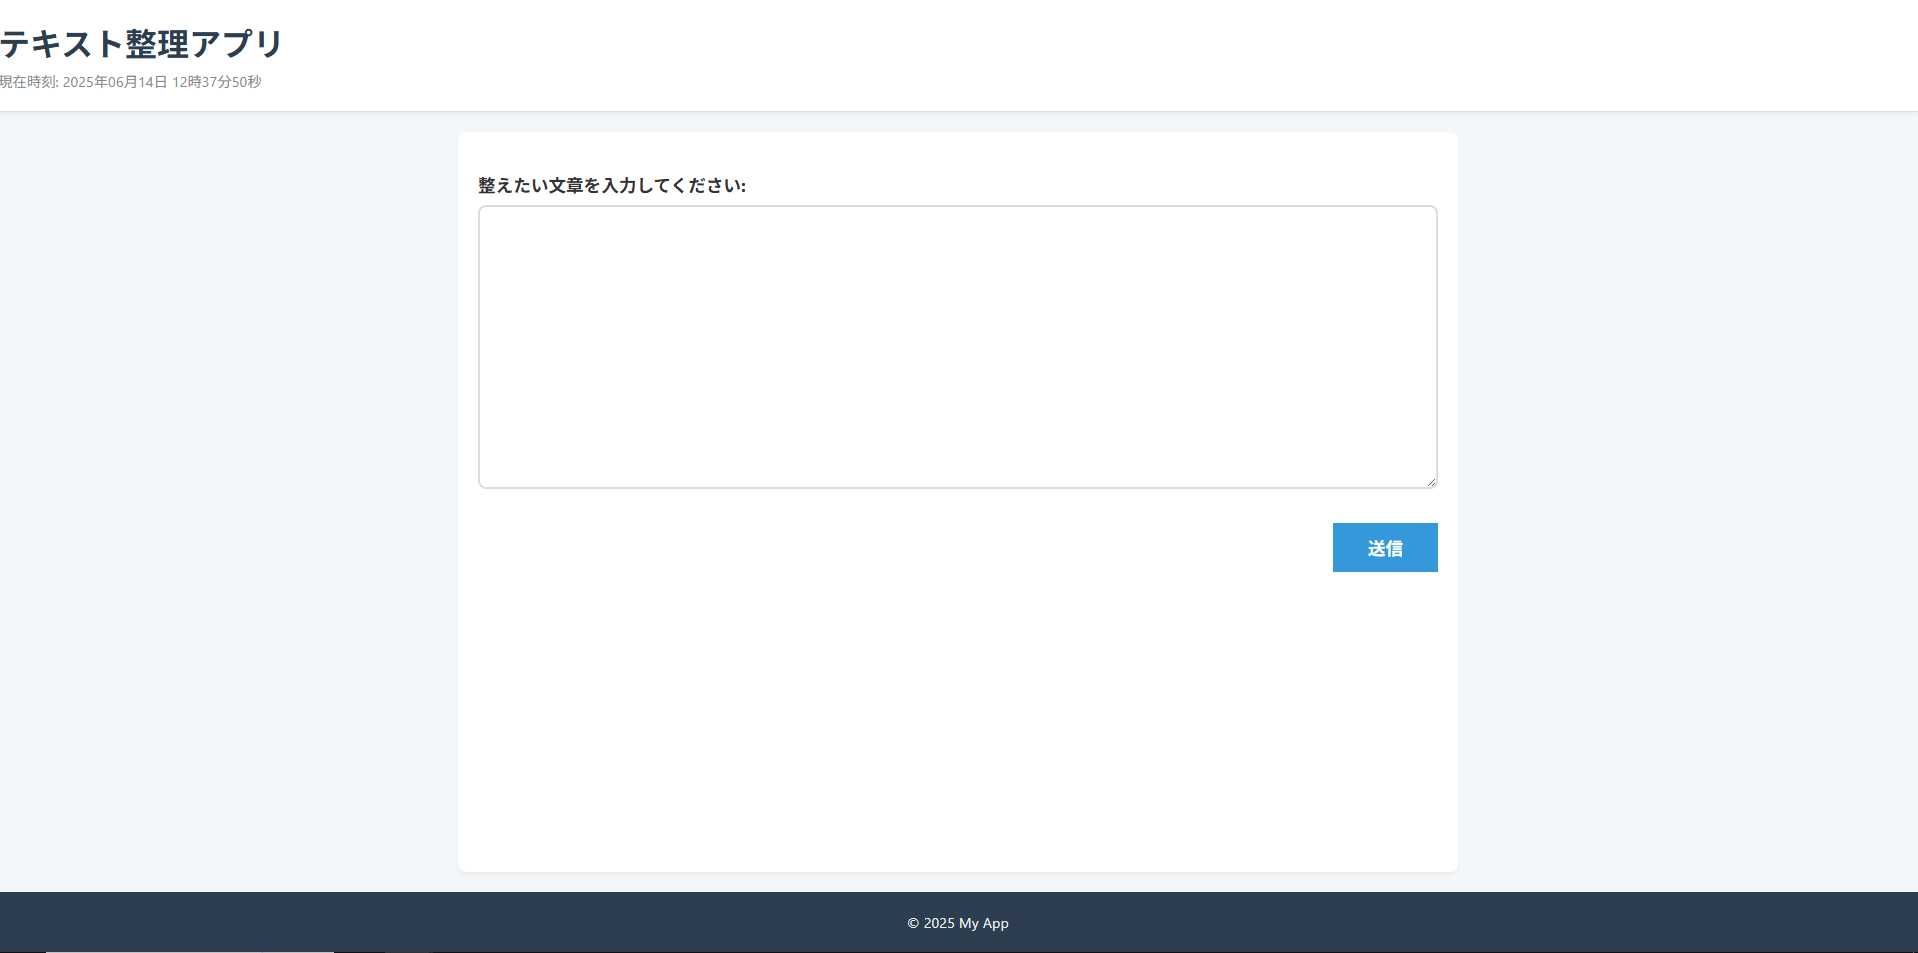 テキスト整理アプリ
現在時刻: 2025年06月14日 12時37分50秒
整えたい文章を入力してください:
送信
© 2025 My App